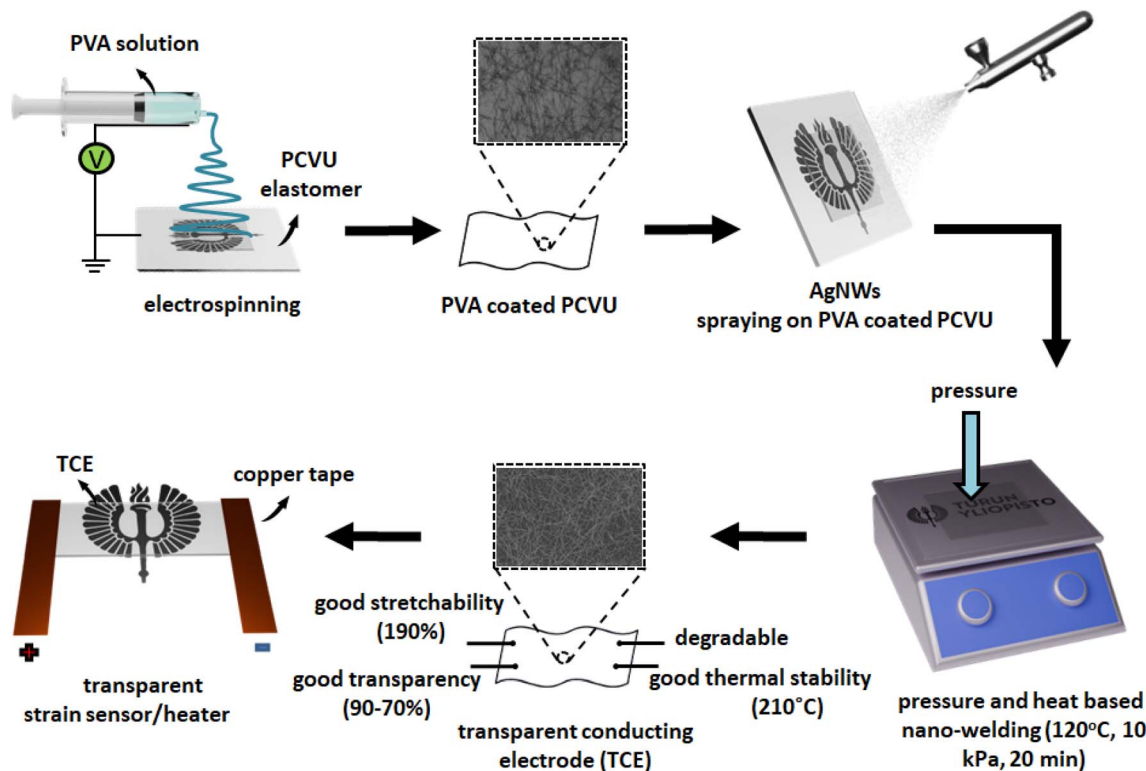 PVA solution
V
PCVU
elastomer
electrospinning
PVA coated PCVU
AgNWs
spraying on PVA coated PCVU
pressure
TURUN
YLIOPISTO
pressure and heat based
nano-welding (120°C, 10
kPa, 20 min)
good stretchability
(190%)
degradable
good transparency
(90-70%)
good thermal stability
(210°C)
transparent conducting
electrode (TCE)
TCE
copper tape
+
-
transparent
strain sensor/heater